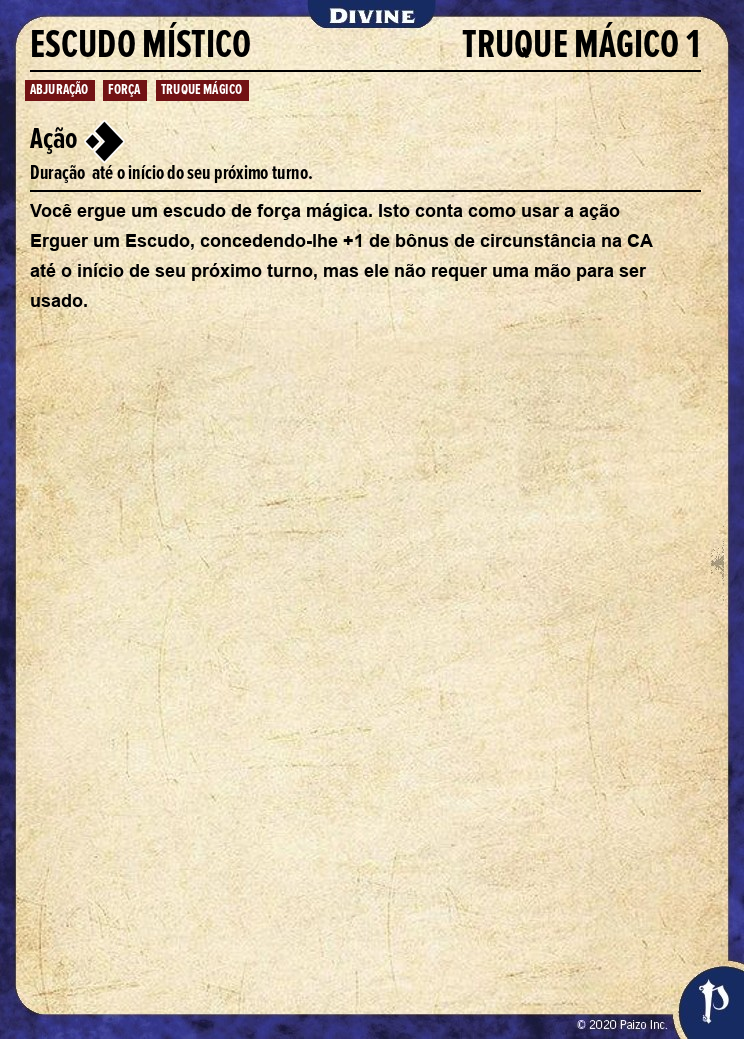 DIVINE
ESCUDO MÍSTICO TRUQUE MÁGICO 1
ABJURAÇÃO FORÇA TRUQUE MÁGICO
Ação
Duração até o início do seu próximo turno.
Você ergue um escudo de força mágica. Isto conta como usar a ação
Erguer um Escudo, concedendo-lhe +1 de bônus de circunstância na CA
até o início de seu próximo turno, mas ele não requer uma mão para ser
usado.
© 2020 Paizo Inc.
P